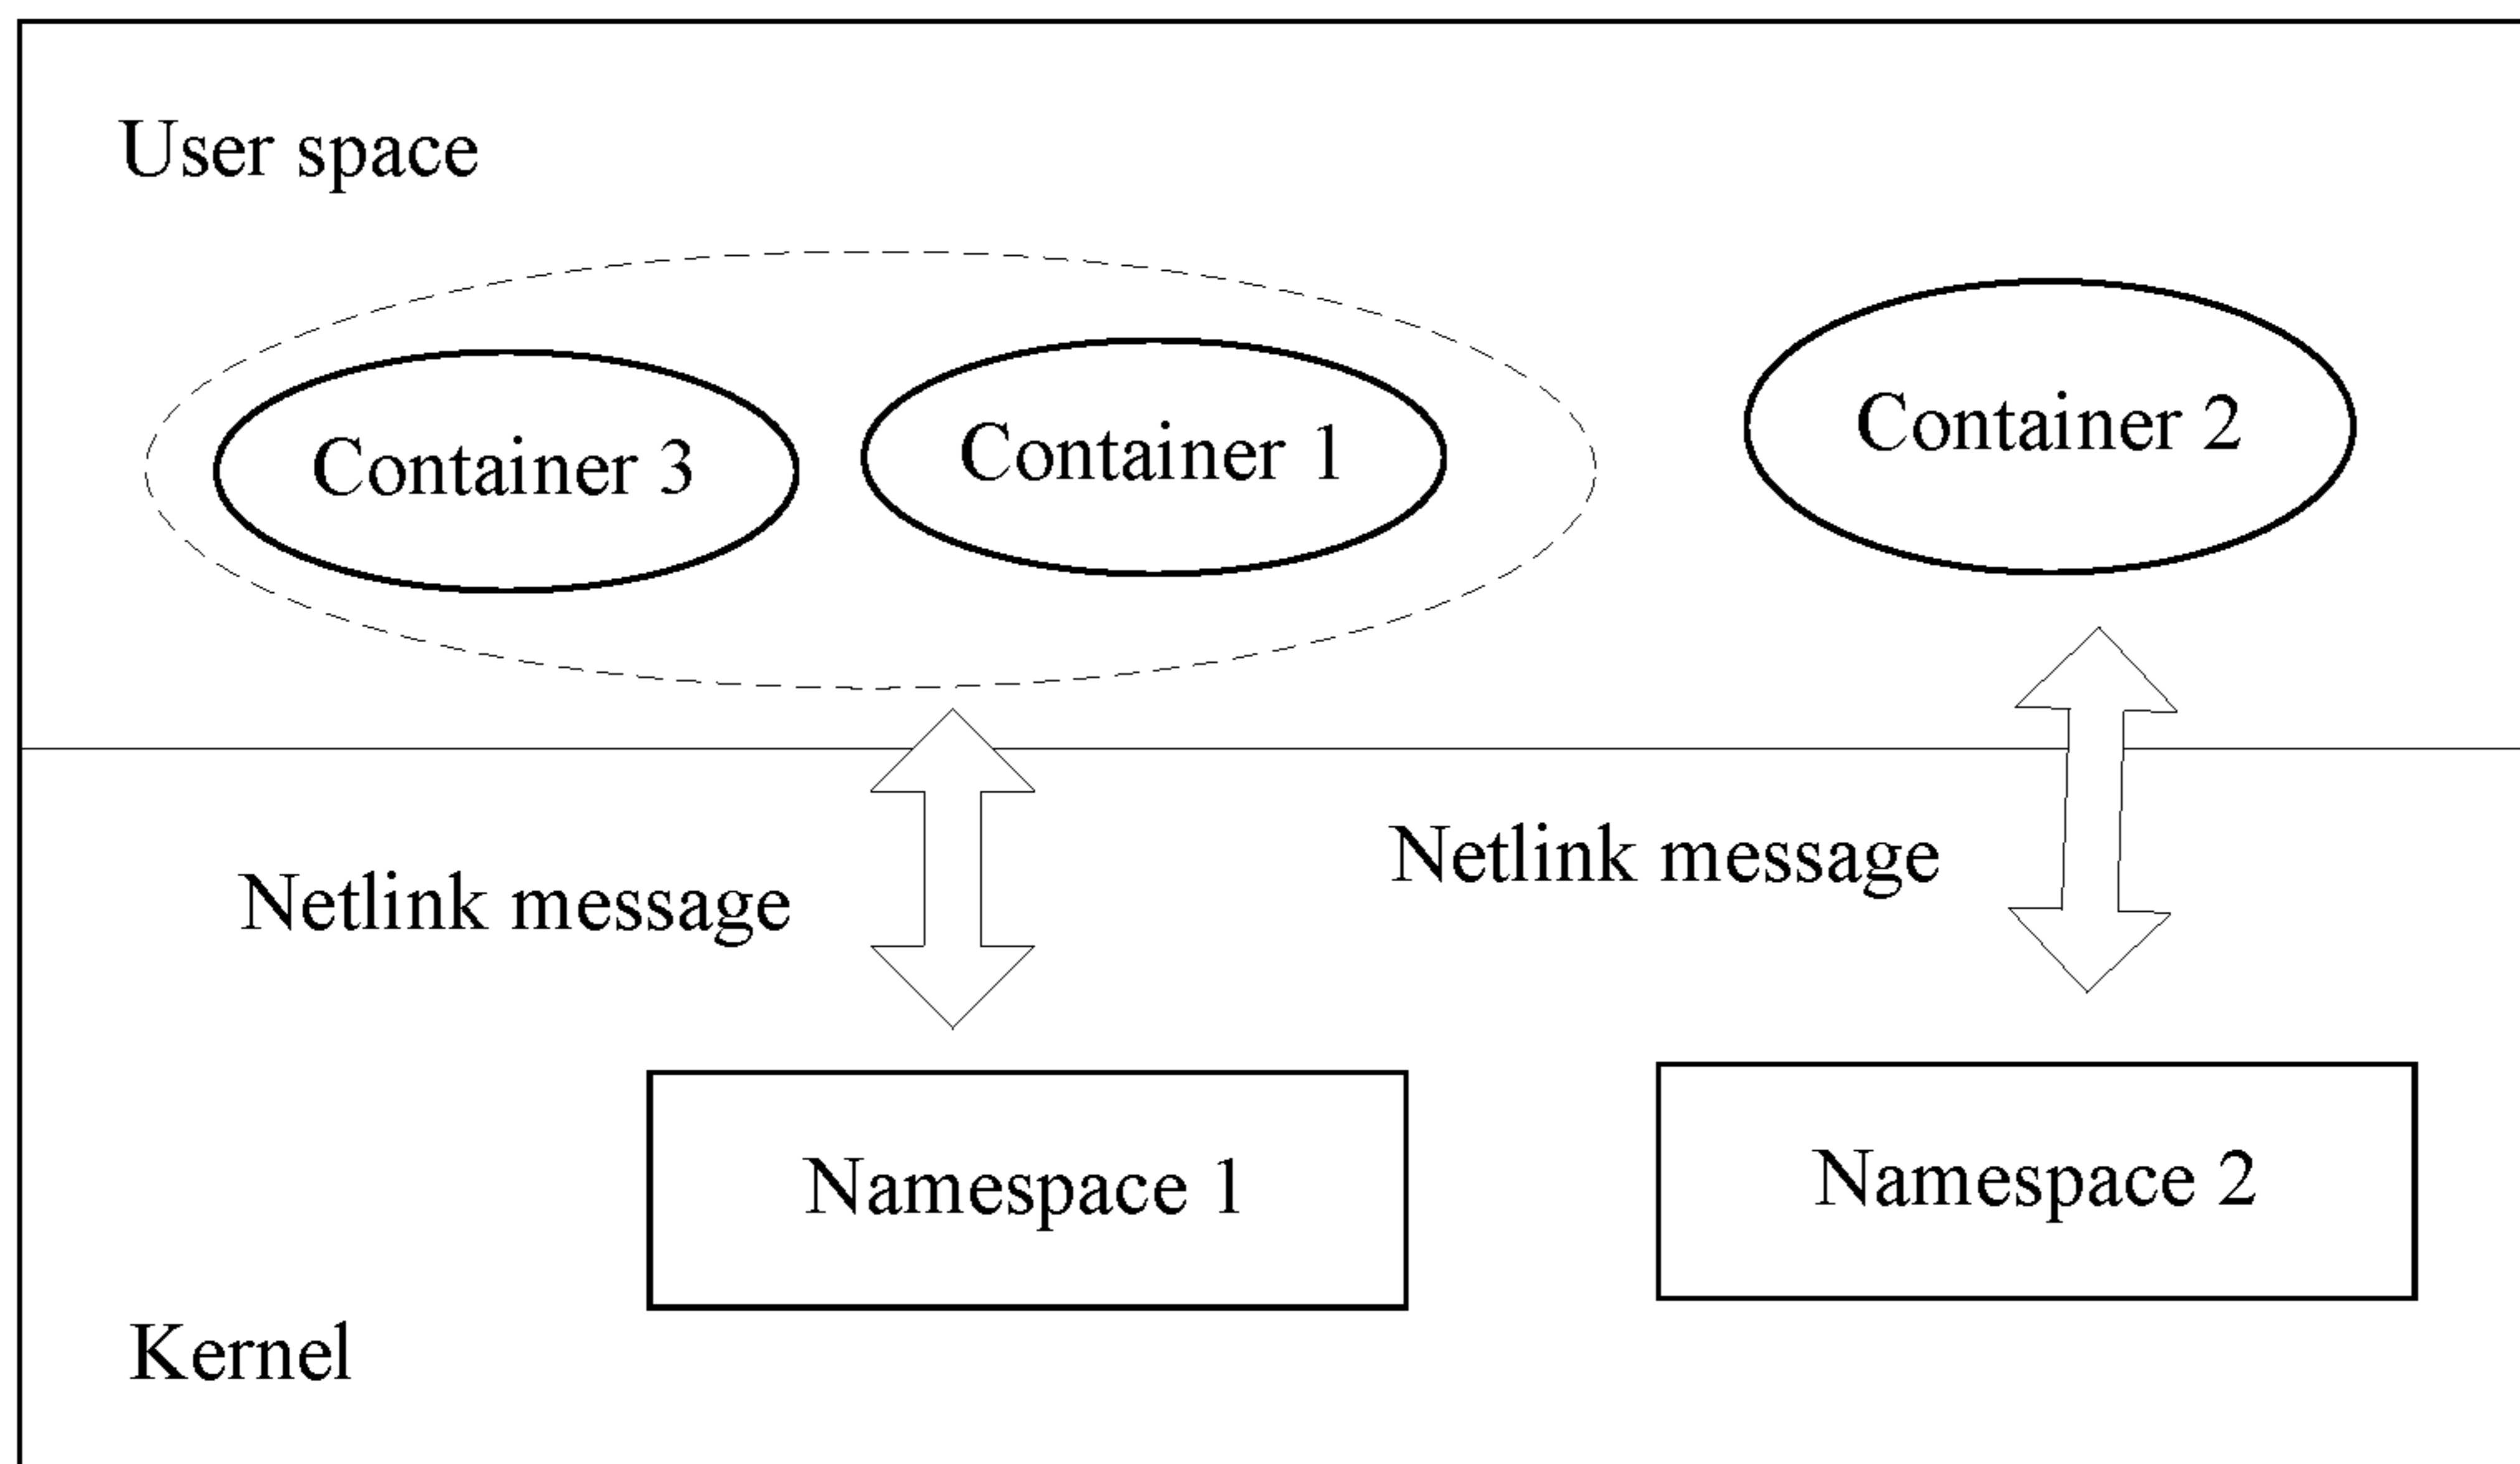 User space
Container 3
Container 1
Container 2
Netlink message
Netlink message
Namespace 1
Namespace 2
Kernel